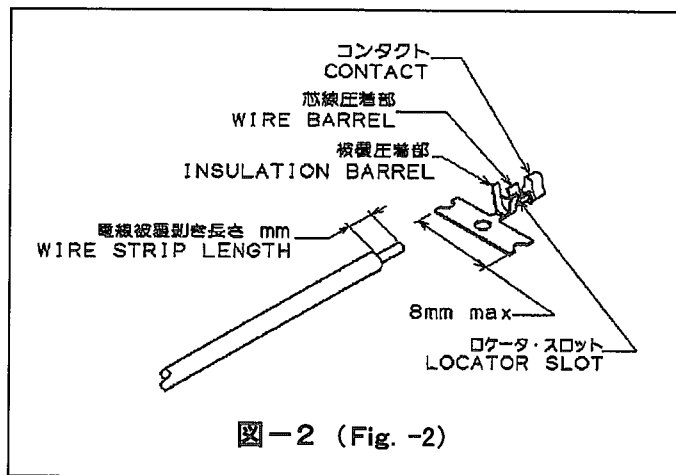 コンタクト
CONTACT
芯線圧着部
WIRE BARREL
被覆圧着部
INSULATION BARREL
電線被覆剥き長さ mm
WIRE STRIP LENGTH
8mm max
ロケータ・スロット
LOCATOR SLOT
図－2 (Fig. -2)